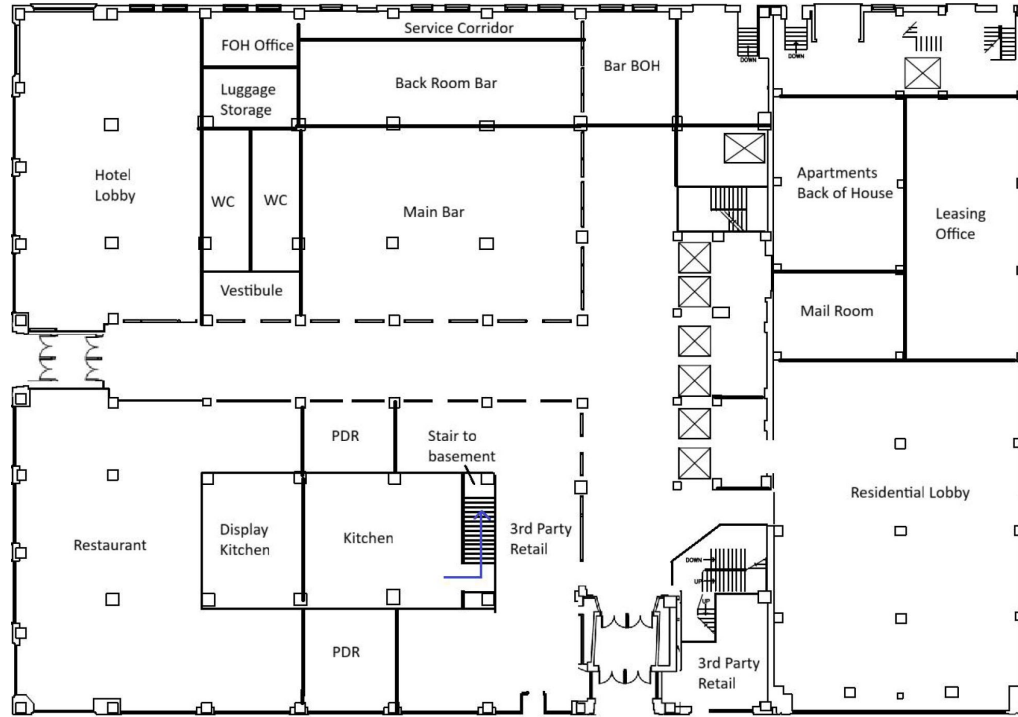 FOH Office
Service Corridor
Luggage
Storage
Back Room Bar
Bar BOH
DOWN
DOWN
Hotel
Lobby
WC
WC
Main Bar
Apartments
Back of House
Leasing
Office
Vestibule
Mail Room
PDR
Stair to
basement
Restaurant
Display
Kitchen
Kitchen
3rd Party
Retail
Residential Lobby
DOWN
UP
UP
PDR
3rd Party
Retail